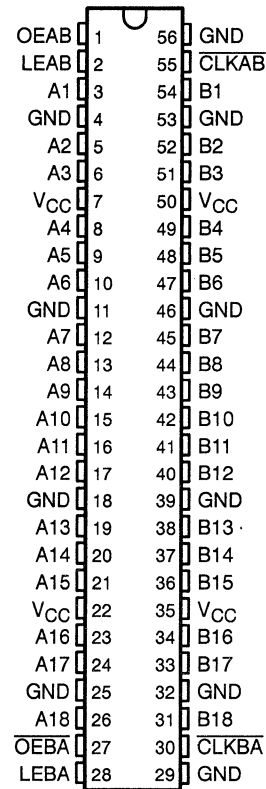 OEAB 1 56 GND
LEAB 2 55 CLKAB
A1 3 54 B1
GND 4 53 GND
A2 5 52 B2
A3 6 51 B3
VCC 7 50 VCC
A4 8 49 B4
A5 9 48 B5
A6 10 47 B6
GND 11 46 GND
A7 12 45 B7
A8 13 44 B8
A9 14 43 B9
A10 15 42 B10
A11 16 41 B11
A12 17 40 B12
GND 18 39 GND
A13 19 38 B13
A14 20 37 B14
A15 21 36 B15
VCC 22 35 VCC
A16 23 34 B16
A17 24 33 B17
GND 25 32 GND
A18 26 31 B18
OEBA 27 30 CLKBA
LEBA 28 29 GND